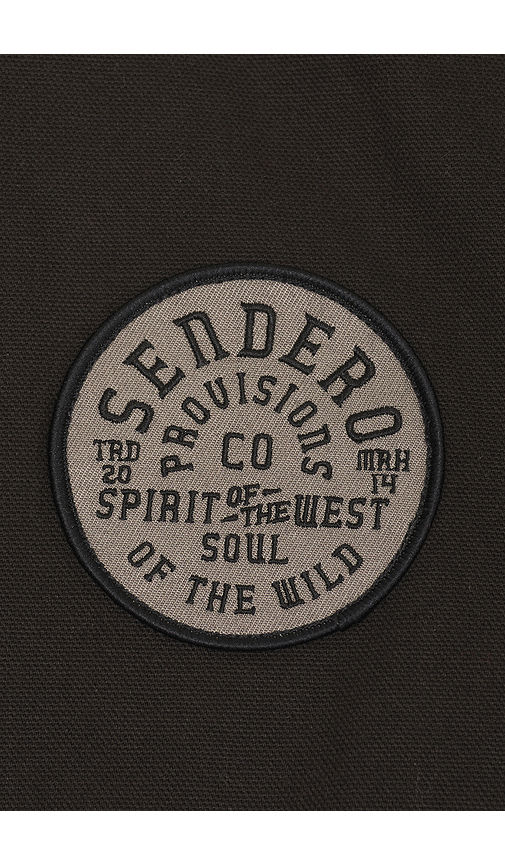 SENDERO
PROVISIONS
CO
TRD
20
MRH
14
SPIRIT OF THE WEST
SOUL
OF THE WILD